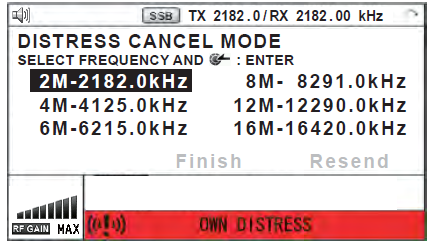 SSB TX 2182.0/RX 2182.00 kHz
DISTRESS CANCEL MODE
SELECT FREQUENCY AND : ENTER
2M-2182.0kHz 8M- 8291.0kHz
4M-4125.0kHz 12M-12290.0kHz
6M-6215.0kHz 16M-16420.0kHz
Finish Resend
RF GAIN MAX OWN DISTRESS